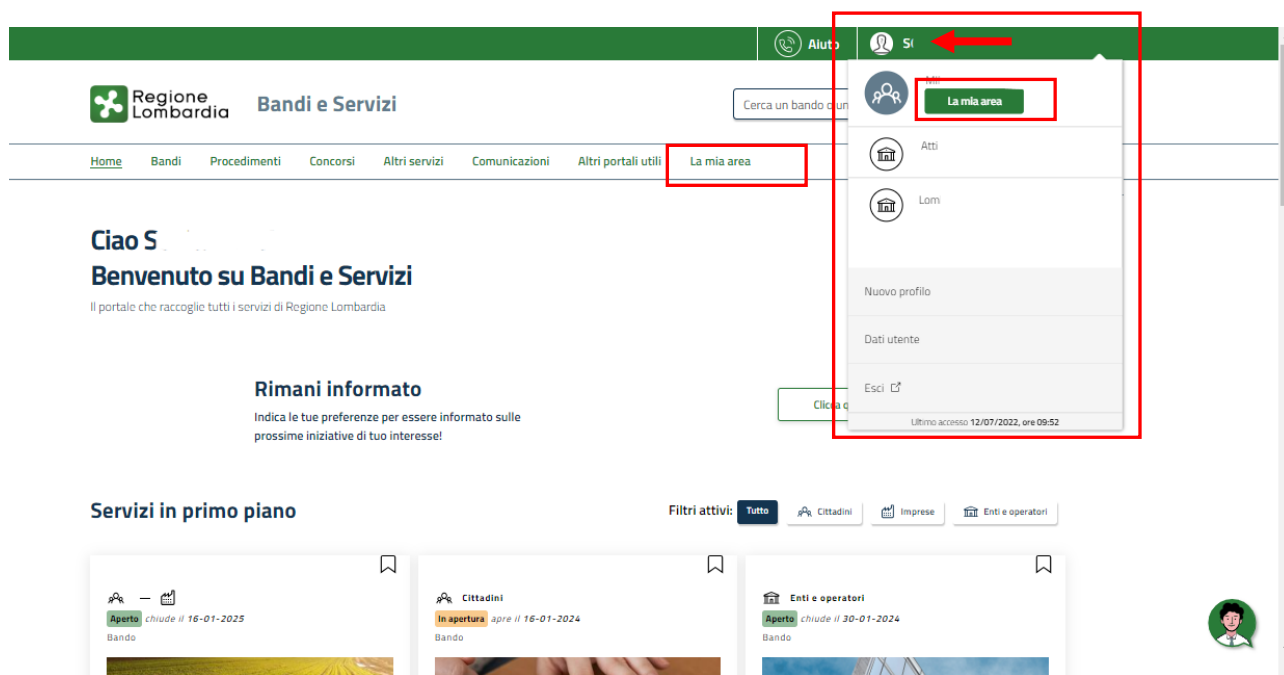 Aiuto
Regione
Lombardia
Bandi e Servizi
Cerca un bando o un
La mia area
Atti
Lom
Nuovo profilo
Dati utente
Esci
Ultimo accesso 12/07/2022, ore 09:52
Home Bandi Procedimenti Concorsi Altri servizi Comunicazioni Altri portali utili La mia area
Ciao S
Benvenuto su Bandi e Servizi
Il portale che raccoglie tutti i servizi di Regione Lombardia
Rimani informato
Indica le tue preferenze per essere informato sulle
prossime iniziative di tuo interesse!
Clicca q
Servizi in primo piano
Filtri attivi: Tutto Cittadini Imprese Enti e operatori
Aperto chiude il 16-01-2025
Bando
Cittadini
In apertura apre il 16-01-2024
Bando
Enti e operatori
Aperto chiude il 30-01-2024
Bando